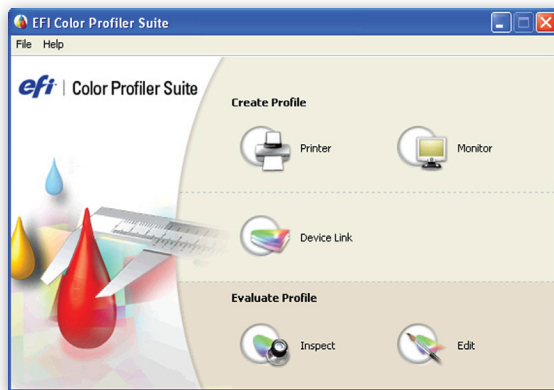 EFI Color Profiler Suite
File Help
efi Color Profiler Suite
Create Profile
Printer Monitor
Device Link
Evaluate Profile
Inspect Edit